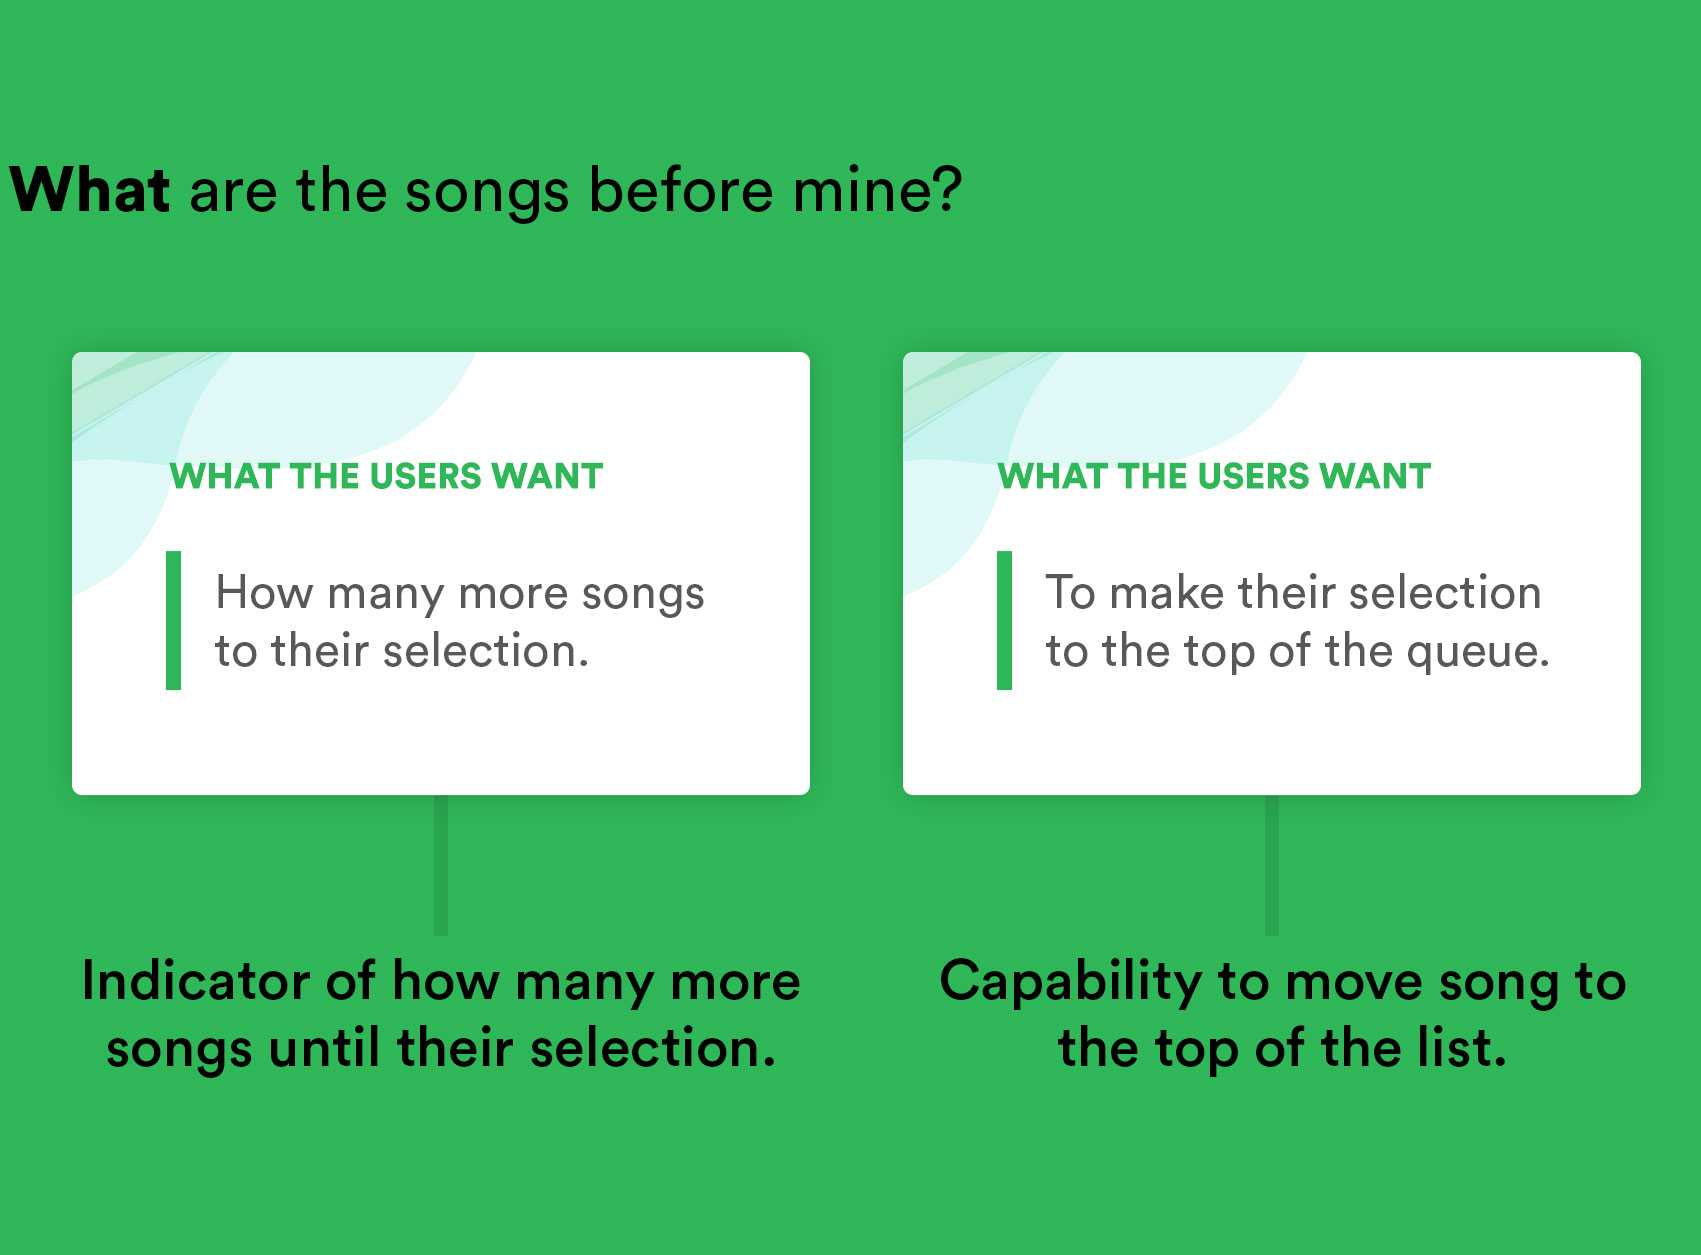 What are the songs before mine?
WHAT THE USERS WANT
How many more songs
to their selection.
Indicator of how many more
songs until their selection.
WHAT THE USERS WANT
To make their selection
to the top of the queue.
Capability to move song to
the top of the list.